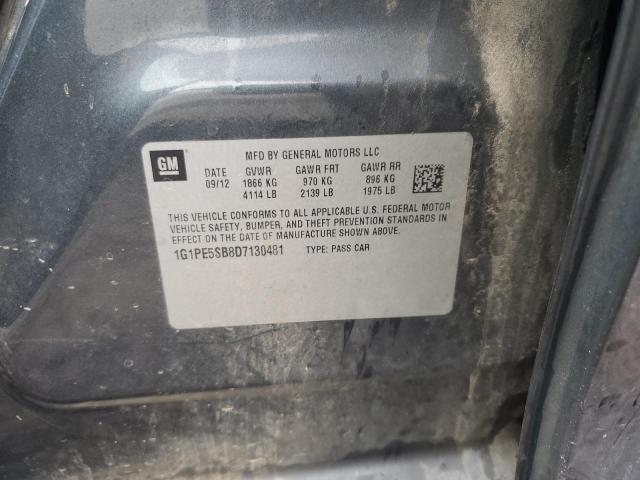 GM
MFD BY GENERAL MOTORS LLC
DATE GVWR GAWR FRT GAWR RR
09/12 1866 KG 970 KG 896 KG
4114 LB 2139 LB 1975 LB
THIS VEHICLE CONFORMS TO ALL APPLICABLE U.S. FEDERAL MOTOR
VEHICLE SAFETY, BUMPER, AND THEFT PREVENTION STANDARDS IN
EFFECT ON THE DATE OF MANUFACTURE SHOWN ABOVE.
1G1PE5SB8D7130481 TYPE: PASS CAR